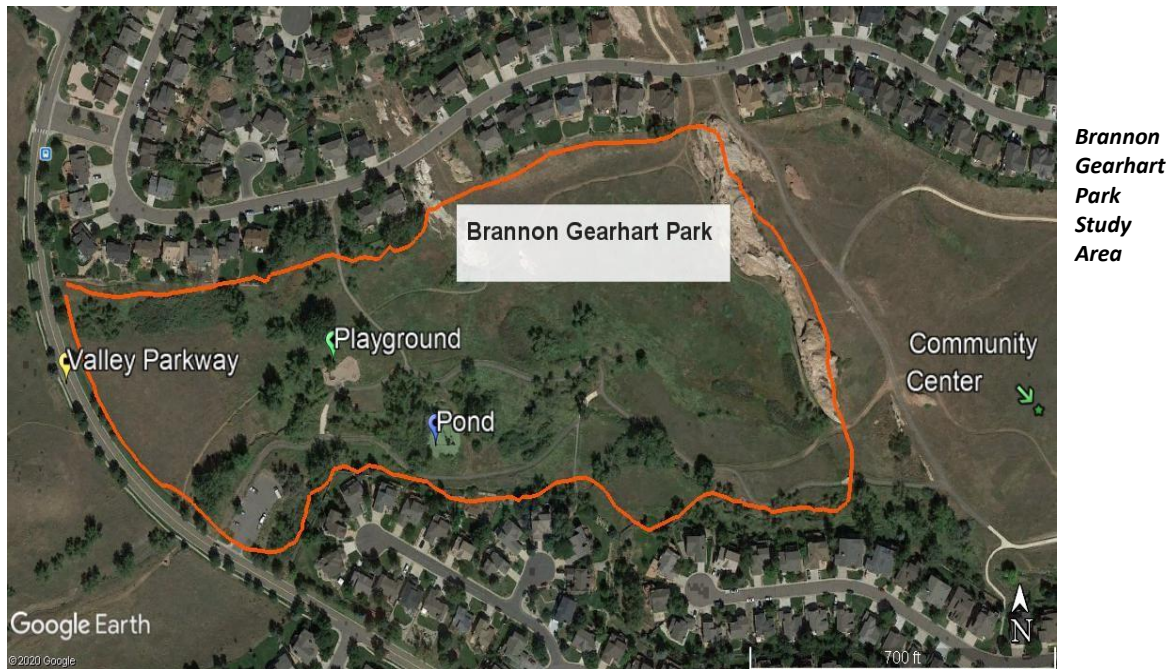 Brannon Gearhart Park
Playground
Valley Parkway
Community
Center
Pond
Google Earth
N
©2020 Google
700 ft
Brannon
Gearhart
Park
Study
Area